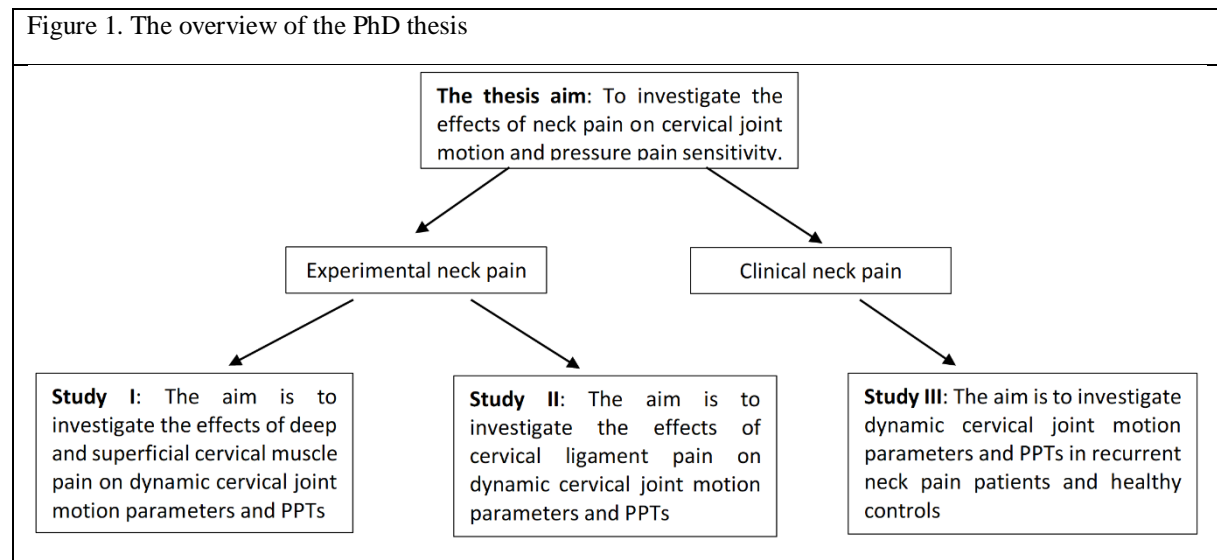 Figure 1. The overview of the PhD thesis
The thesis aim: To investigate the
effects of neck pain on cervical joint
motion and pressure pain sensitivity.
Experimental neck pain
Clinical neck pain
Study I: The aim is to
investigate the effects of deep
and superficial cervical muscle
pain on dynamic cervical joint
motion parameters and PPTs
Study II: The aim is to
investigate the effects of
cervical ligament pain on
dynamic cervical joint motion
parameters and PPTs
Study III: The aim is to investigate
dynamic cervical joint motion
parameters and PPTs in recurrent
neck pain patients and healthy
controls